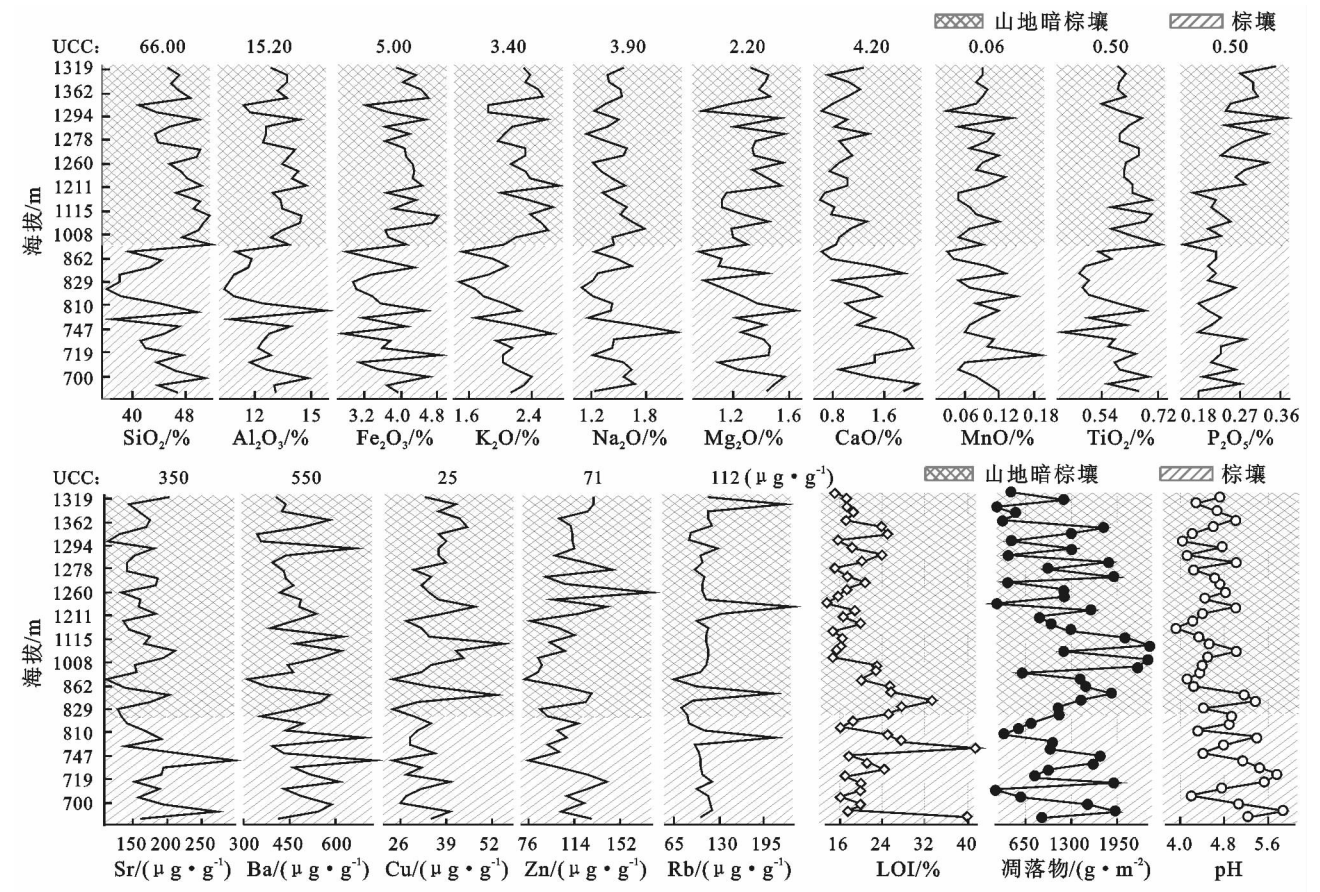 山地暗棕壤 棕壤
UCC: 66.00 15.20 5.00 3.40 3.90 2.20 4.20 0.06 0.50 0.50
海拔/m
1319
1362
1294
1278
1260
1211
1115
1008
862
829
810
747
719
700
40 48 12 15 3.2 4.0 4.8 1.6 2.4 1.2 1.8 1.2 1.6 0.8 1.6 0.06 0.12 0.18 0.54 0.72 0.18 0.27 0.36
SiO₂/% Al₂O₃/% Fe₂O₃/% K₂O/% Na₂O/% Mg₂O/% CaO/% MnO/% TiO₂/% P₂O₅/%
山地暗棕壤 棕壤
UCC: 350 550 25 71 112 (μg·g⁻¹)
海拔/m
1319
1362
1294
1278
1260
1211
1115
1008
862
829
810
747
719
700
150 200 250 300 450 600 26 39 52 76 114 152 65 130 195 16 24 32 40 650 1300 1950 4.0 4.8 5.6
Sr/(μg·g⁻¹) Ba/(μg·g⁻¹) Cu/(μg·g⁻¹) Zn/(μg·g⁻¹) Rb/(μg·g⁻¹) LOI/% 凋落物/(g·m⁻²) pH